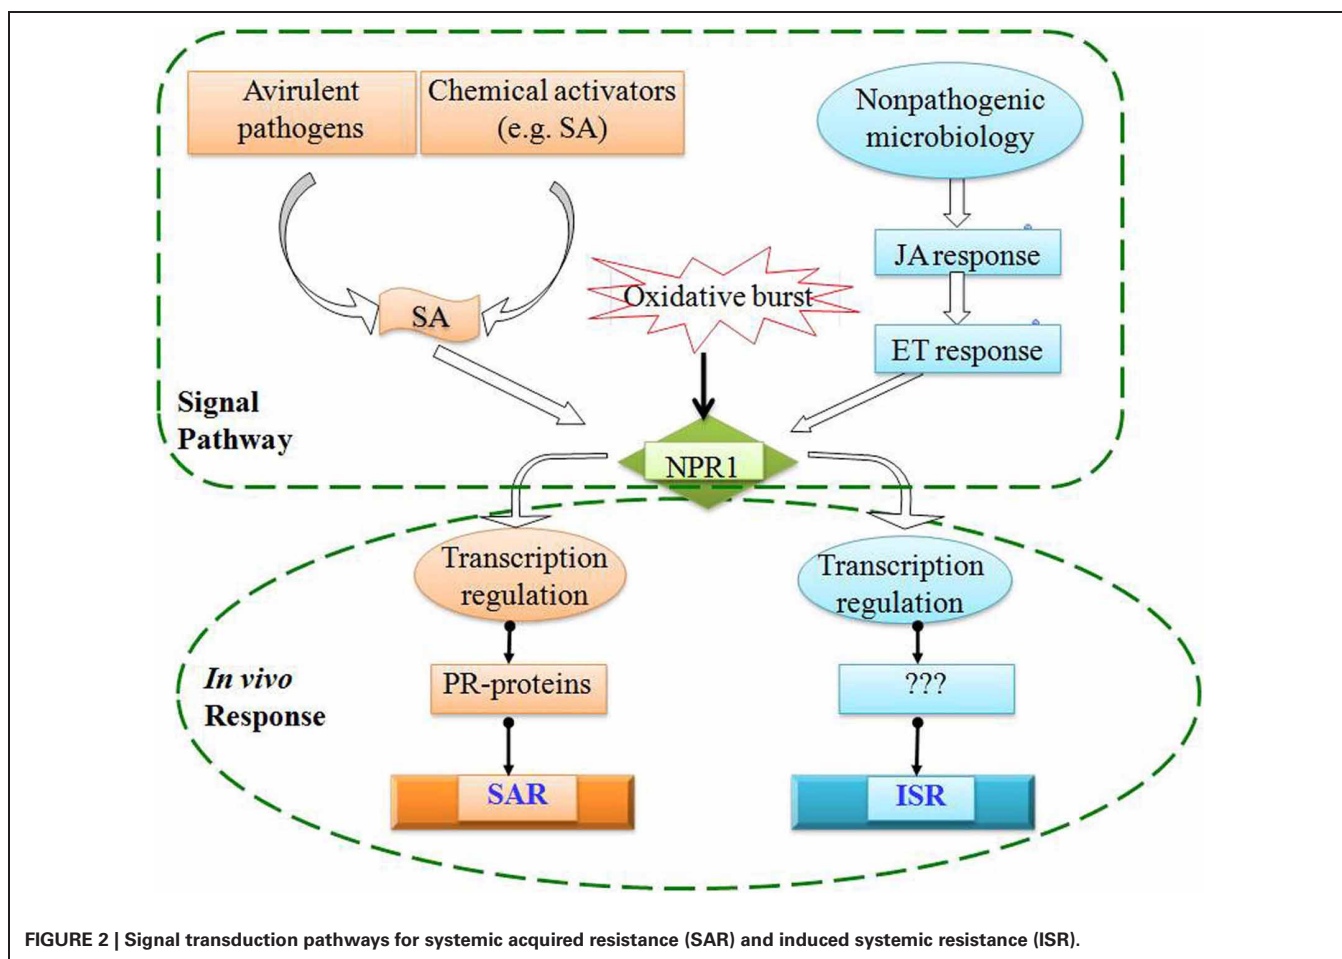 Avirulent
pathogens
Chemical activators
(e.g. SA)
Nonpathogenic
microbiology
JA response
SA
Oxidative burst
ET response
Signal
Pathway
NPR1
Transcription
regulation
Transcription
regulation
In vivo
Response
PR-proteins
???
SAR
ISR
FIGURE 2 | Signal transduction pathways for systemic acquired resistance (SAR) and induced systemic resistance (ISR).